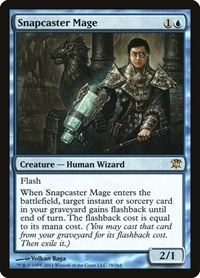 Snapcaster Mage 1
Creature — Human Wizard
Flash
When Snapcaster Mage enters the
battlefield, target instant or sorcery card in
your graveyard gains flashback until
end of turn. The flashback cost is equal
to its mana cost. (You may cast that card
from your graveyard for its flashback cost.
Then exile it.)
Volkan Baga
2/1